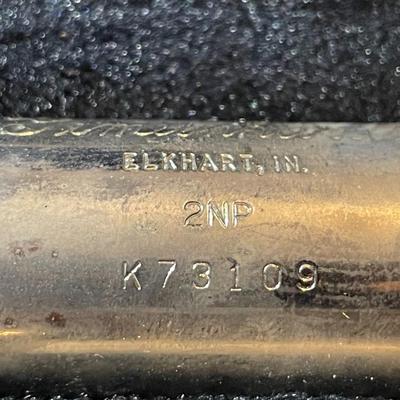 ELKHART, IN.
2NP
K73109